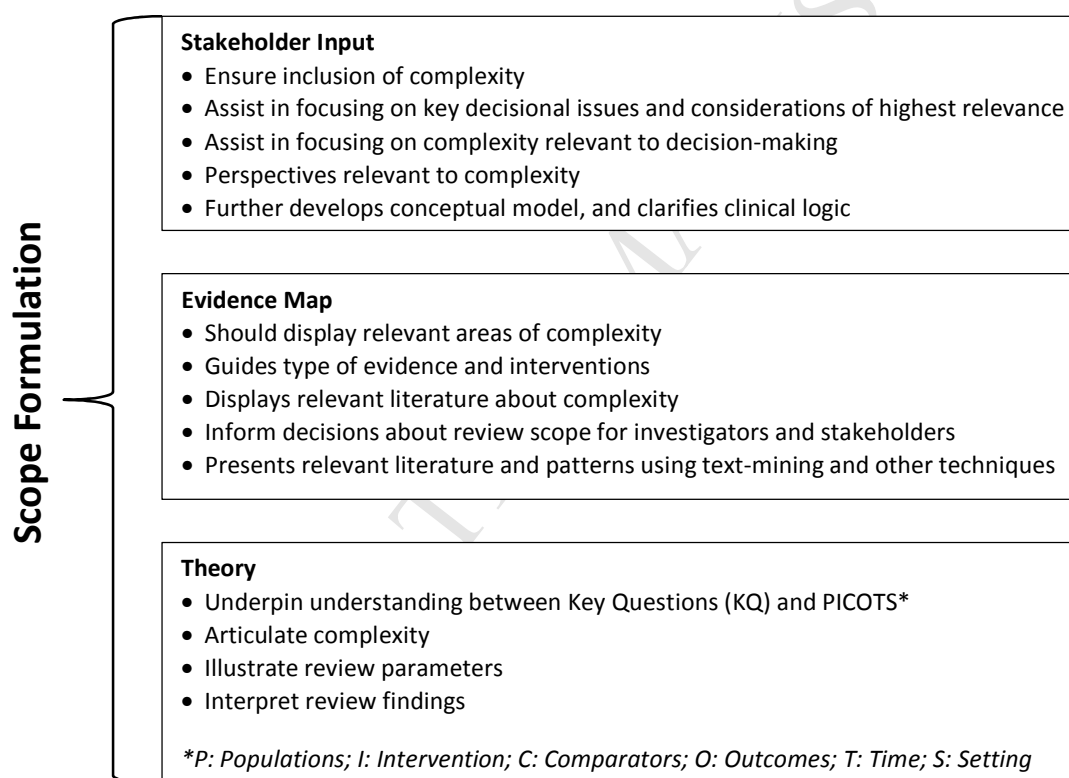 Scope Formulation
Stakeholder Input
• Ensure inclusion of complexity
• Assist in focusing on key decisional issues and considerations of highest relevance
• Assist in focusing on complexity relevant to decision-making
• Perspectives relevant to complexity
• Further develops conceptual model, and clarifies clinical logic
Evidence Map
• Should display relevant areas of complexity
• Guides type of evidence and interventions
• Displays relevant literature about complexity
• Inform decisions about review scope for investigators and stakeholders
• Presents relevant literature and patterns using text-mining and other techniques
Theory
• Underpin understanding between Key Questions (KQ) and PICOTS*
• Articulate complexity
• Illustrate review parameters
• Interpret review findings
*P: Populations; I: Intervention; C: Comparators; O: Outcomes; T: Time; S: Setting